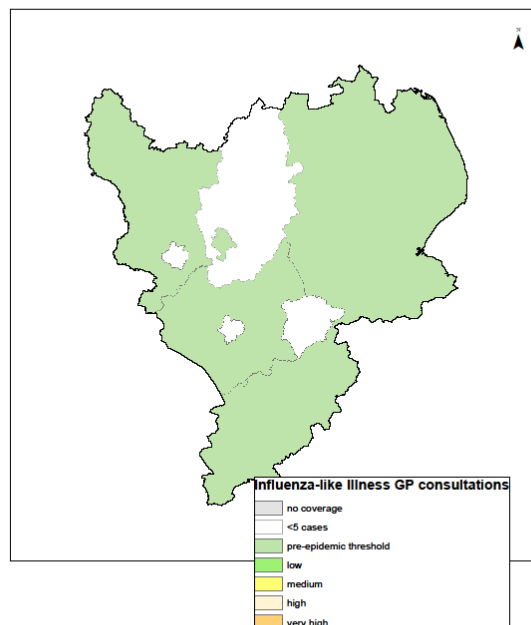 Influenza-like Illness GP consultations
no coverage
<5 cases
pre-epidemic threshold
low
medium
high
very high